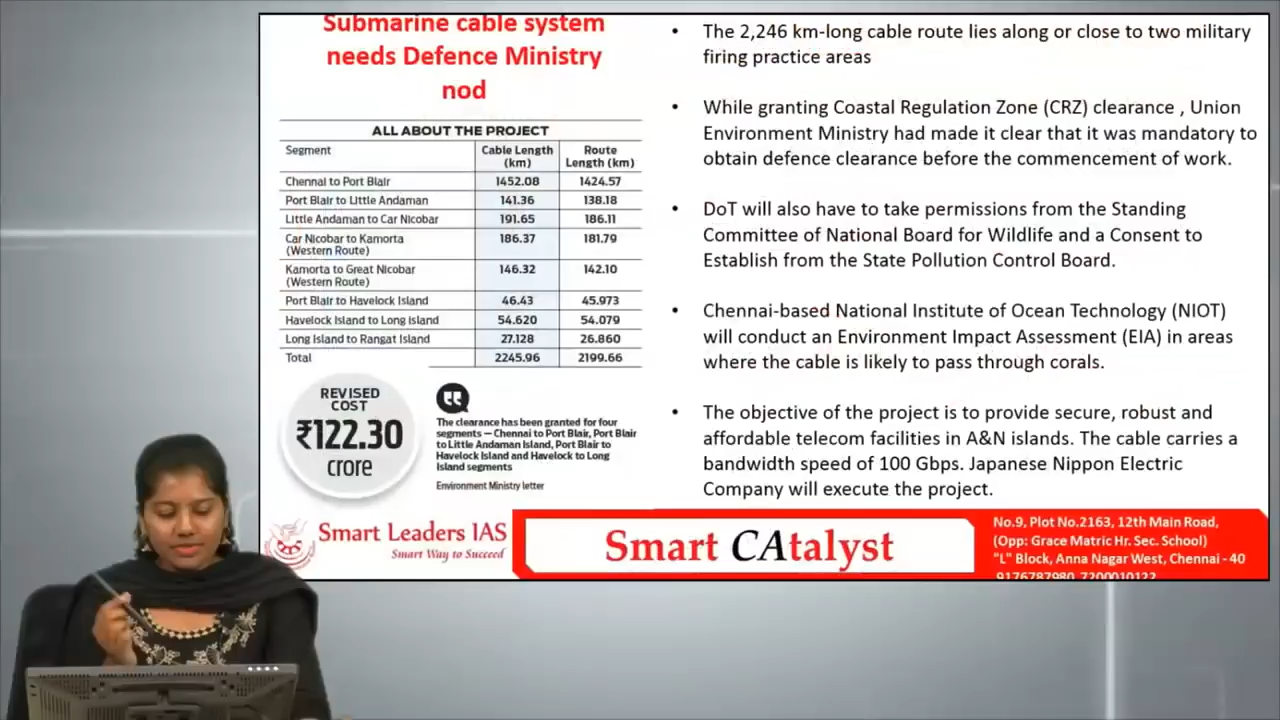 Submarine cable system
needs Defence Ministry
nod
ALL ABOUT THE PROJECT
Segment Cable Length (km) Route Length (km)
Chennai to Port Blair 1452.08 1424.57
Port Blair to Little Andaman 141.36 138.18
Little Andaman to Car Nicobar 191.65 186.11
Car Nicobar to Kamorta (Western Route) 186.37 181.79
Kamorta to Great Nicobar (Western Route) 146.32 142.10
Port Blair to Havelock Island 46.43 45.973
Havelock Island to Long Island 54.620 54.079
Long Island to Rangat Island 27.128 26.860
Total 2245.96 2199.66
REVISED
COST
₹122.30
crore
The clearance has been granted for four
segments — Chennai to Port Blair, Port Blair
to Little Andaman Island, Port Blair to
Havelock Island and Havelock to Long
Island segments
Environment Ministry letter
• The 2,246 km-long cable route lies along or close to two military
firing practice areas
• While granting Coastal Regulation Zone (CRZ) clearance , Union
Environment Ministry had made it clear that it was mandatory to
obtain defence clearance before the commencement of work.
• DoT will also have to take permissions from the Standing
Committee of National Board for Wildlife and a Consent to
Establish from the State Pollution Control Board.
• Chennai-based National Institute of Ocean Technology (NIOT)
will conduct an Environment Impact Assessment (EIA) in areas
where the cable is likely to pass through corals.
• The objective of the project is to provide secure, robust and
affordable telecom facilities in A&N islands. The cable carries a
bandwidth speed of 100 Gbps. Japanese Nippon Electric
Company will execute the project.
Smart Leaders IAS
Smart Way to Succeed
Smart CAtalyst
No.9, Plot No.2163, 12th Main Road,
(Opp: Grace Matric Hr. Sec. School)
"L" Block, Anna Nagar West, Chennai - 40
9176787980, 7200010122